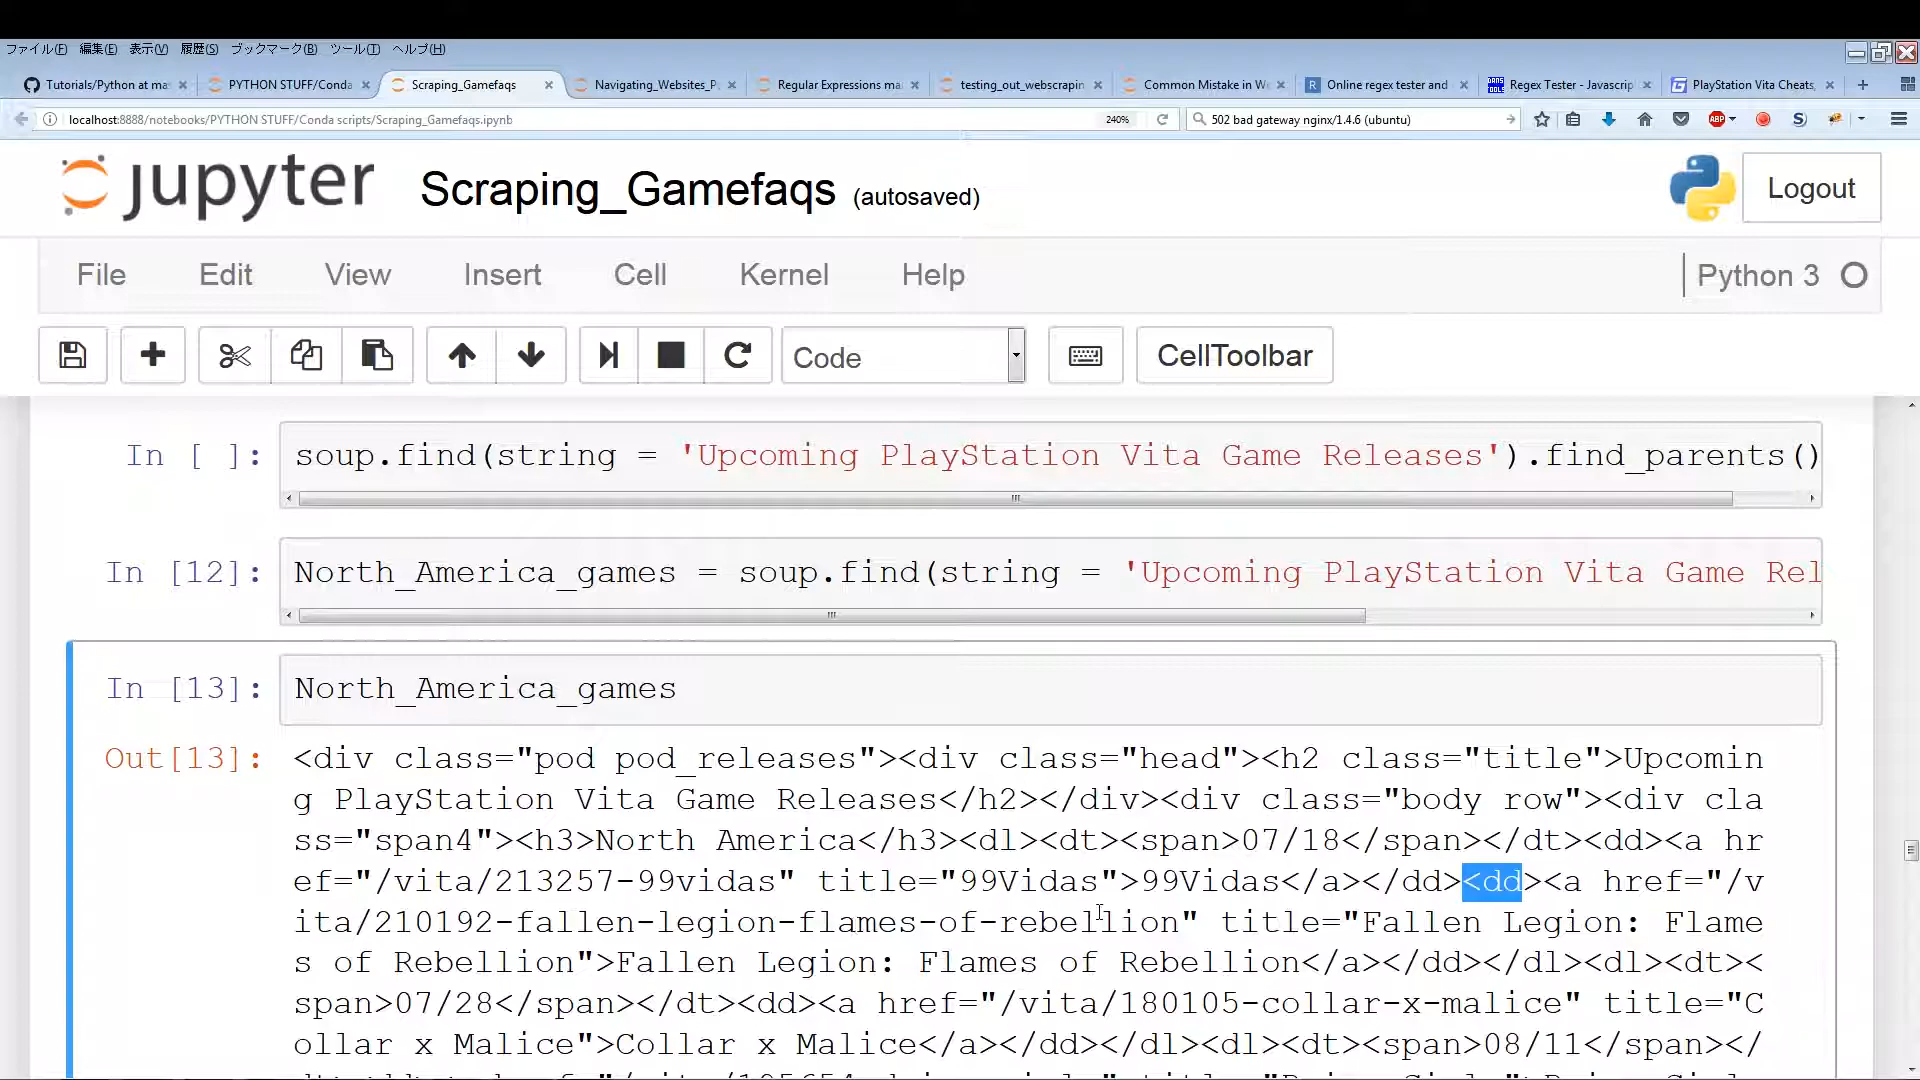 ファイル(F) 編集(E) 表示(V) 履歴(S) ブックマーク(B) ツール(T) ヘルプ(H)
Tutorials/Python at ma × PYTHON STUFF/Conda × Scraping_Gamefaqs × Navigating_Websites_P × Regular Expressions ma × testing_out_webscrapin × Common Mistake in W × Online regex tester and × Regex Tester - Javascrip × PlayStation Vita Cheats, ×
localhost:8888/notebooks/PYTHON STUFF/Conda scripts/Scraping_Gamefaqs.ipynb 240% 502 bad gateway nginx/1.4.6 (ubuntu) ABP
jupyter Scraping_Gamefaqs (autosaved) Logout
File Edit View Insert Cell Kernel Help Python 3
Code CellToolbar
In [ ]: soup.find(string = 'Upcoming PlayStation Vita Game Releases').find_parents()
In [12]: North_America_games = soup.find(string = 'Upcoming PlayStation Vita Game Rel
In [13]: North_America_games
Out[13]: <div class="pod pod_releases"><div class="head"><h2 class="title">Upcomin
g PlayStation Vita Game Releases</h2></div><div class="body row"><div cla
ss="span4"><h3>North America</h3><dl><dt><span>07/18</span></dt><dd><a hr
ef="/vita/213257-99vidas" title="99Vidas">99Vidas</a></dd><dd><a href="/v
ita/210192-fallen-legion-flames-of-rebellion" title="Fallen Legion: Flame
s of Rebellion">Fallen Legion: Flames of Rebellion</a></dd></dl><dl><dt><
span>07/28</span></dt><dd><a href="/vita/180105-collar-x-malice" title="C
ollar x Malice">Collar x Malice</a></dd></dl><dl><dt><span>08/11</span></